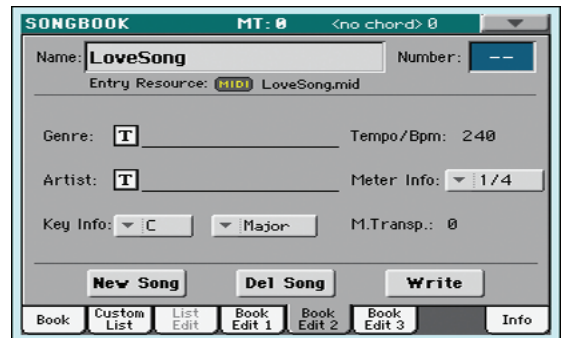 SONGBOOK MT: 0 <no chord> 0
Name: LoveSong Number: --
Entry Resource: MIDI LoveSong.mid
Genre: T Tempo/Bpm: 240
Artist: T Meter Info: 1/4
Key Info: C Major M.Transp.: 0
New Song Del Song Write
Book Custom List List Edit Book Edit 1 Book Edit 2 Book Edit 3 Info